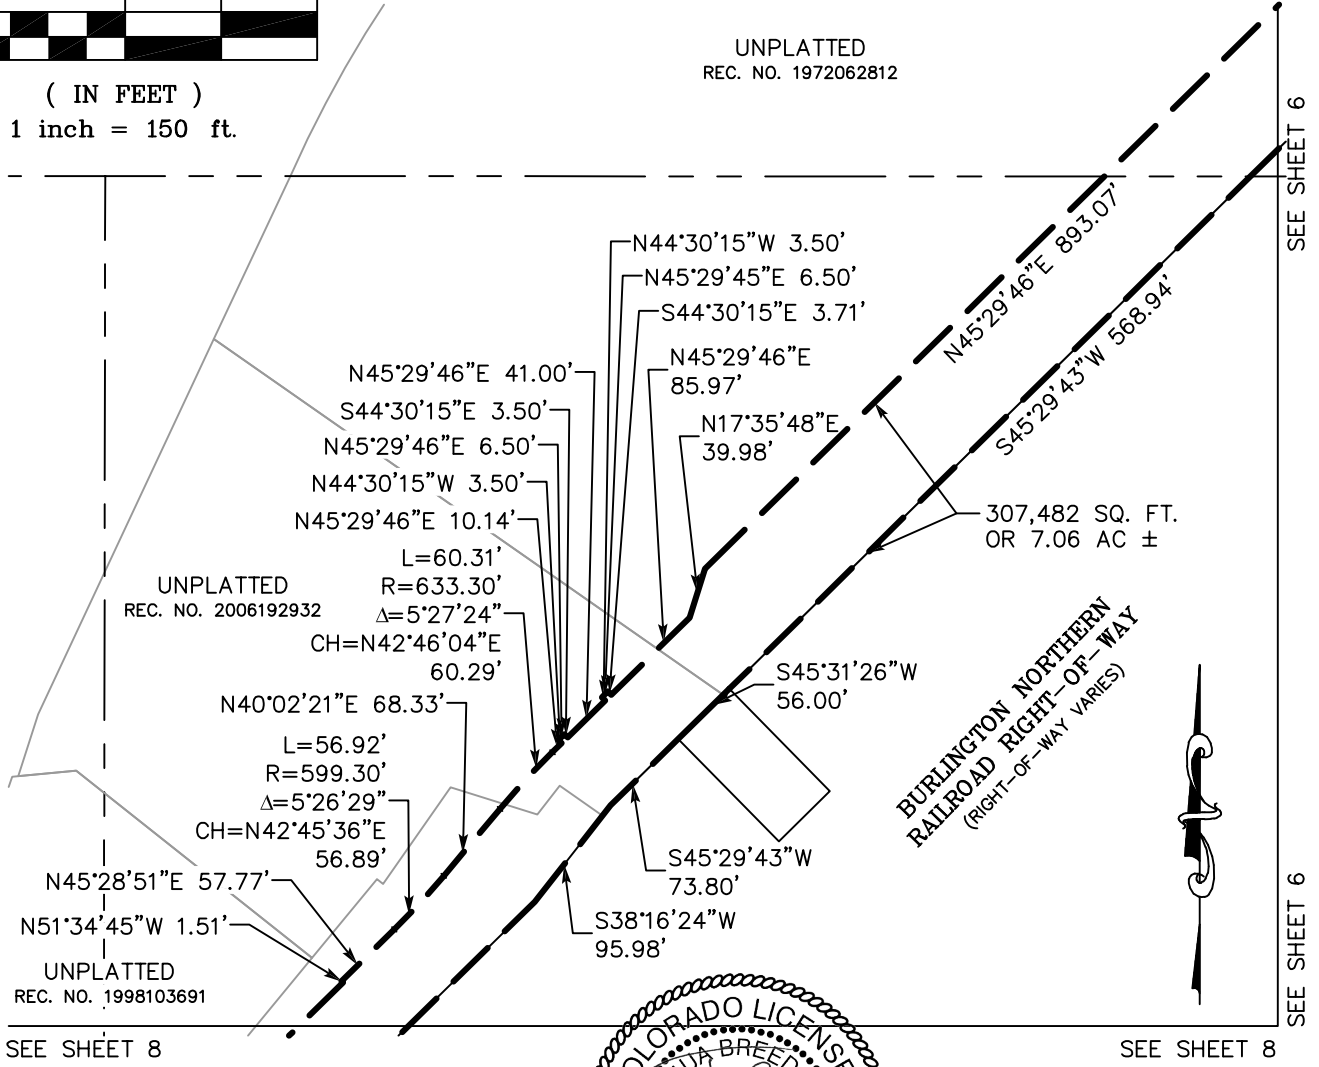 ( IN FEET )
1 inch = 150 ft.
UNPLATTED
REC. NO. 1972062812
SEE SHEET 6
N44°30'15"W 3.50'
N45°29'45"E 6.50'
S44°30'15"E 3.71'
N45°29'46"E
85.97'
N17°35'48"E
39.98'
N45°29'46"E 893.07'
S45°29'43"W 568.94'
N45°29'46"E 41.00'
S44°30'15"E 3.50'
N45°29'46"E 6.50'
N44°30'15"W 3.50'
N45°29'46"E 10.14'
L=60.31'
R=633.30'
Δ=5°27'24"
CH=N42°46'04"E
60.29'
307,482 SQ. FT.
OR 7.06 AC ±
UNPLATTED
REC. NO. 2006192932
BURLINGTON NORTHERN
RAILROAD RIGHT-OF-WAY
(RIGHT-OF-WAY VARIES)
S45°31'26"W
56.00'
N40°02'21"E 68.33'
L=56.92'
R=599.30'
Δ=5°26'29"
CH=N42°45'36"E
56.89'
N45°28'51"E 57.77'
N51°34'45"W 1.51'
S45°29'43"W
73.80'
S38°16'24"W
95.98'
UNPLATTED
REC. NO. 1998103691
SEE SHEET 6
COLORADO LICENSE
UA BREED
SEE SHEET 8
SEE SHEET 8